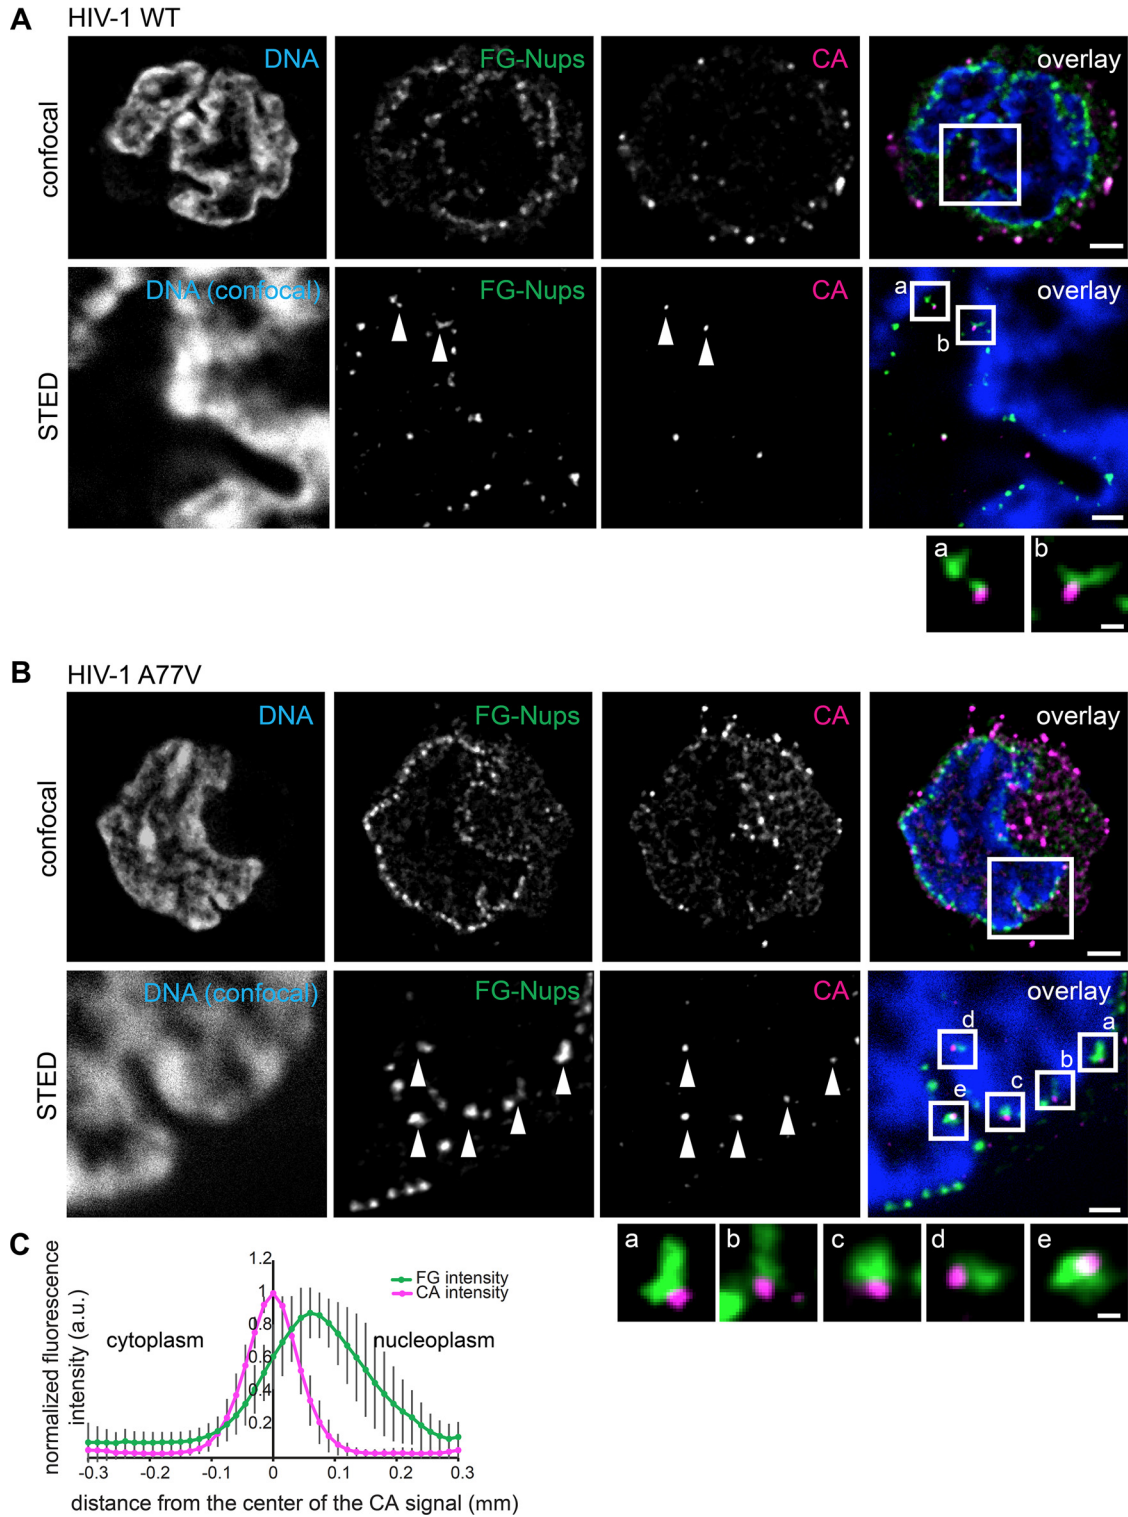 A
HIV-1 WT
confocal
DNA
FG-Nups
CA
overlay
STED
DNA (confocal)
FG-Nups
CA
overlay
a
b
a
b
B
HIV-1 A77V
confocal
DNA
FG-Nups
CA
overlay
STED
DNA (confocal)
FG-Nups
CA
overlay
a
d
b
c
e
a
b
c
d
e
C
normalized fluorescence
intensity (a.u.)
1.2
1
0.8
0.6
0.4
0.2
FG intensity
CA intensity
cytoplasm
nucleoplasm
-0.3
-0.2
-0.1
0
0.1
0.2
0.3
distance from the center of the CA signal (mm)